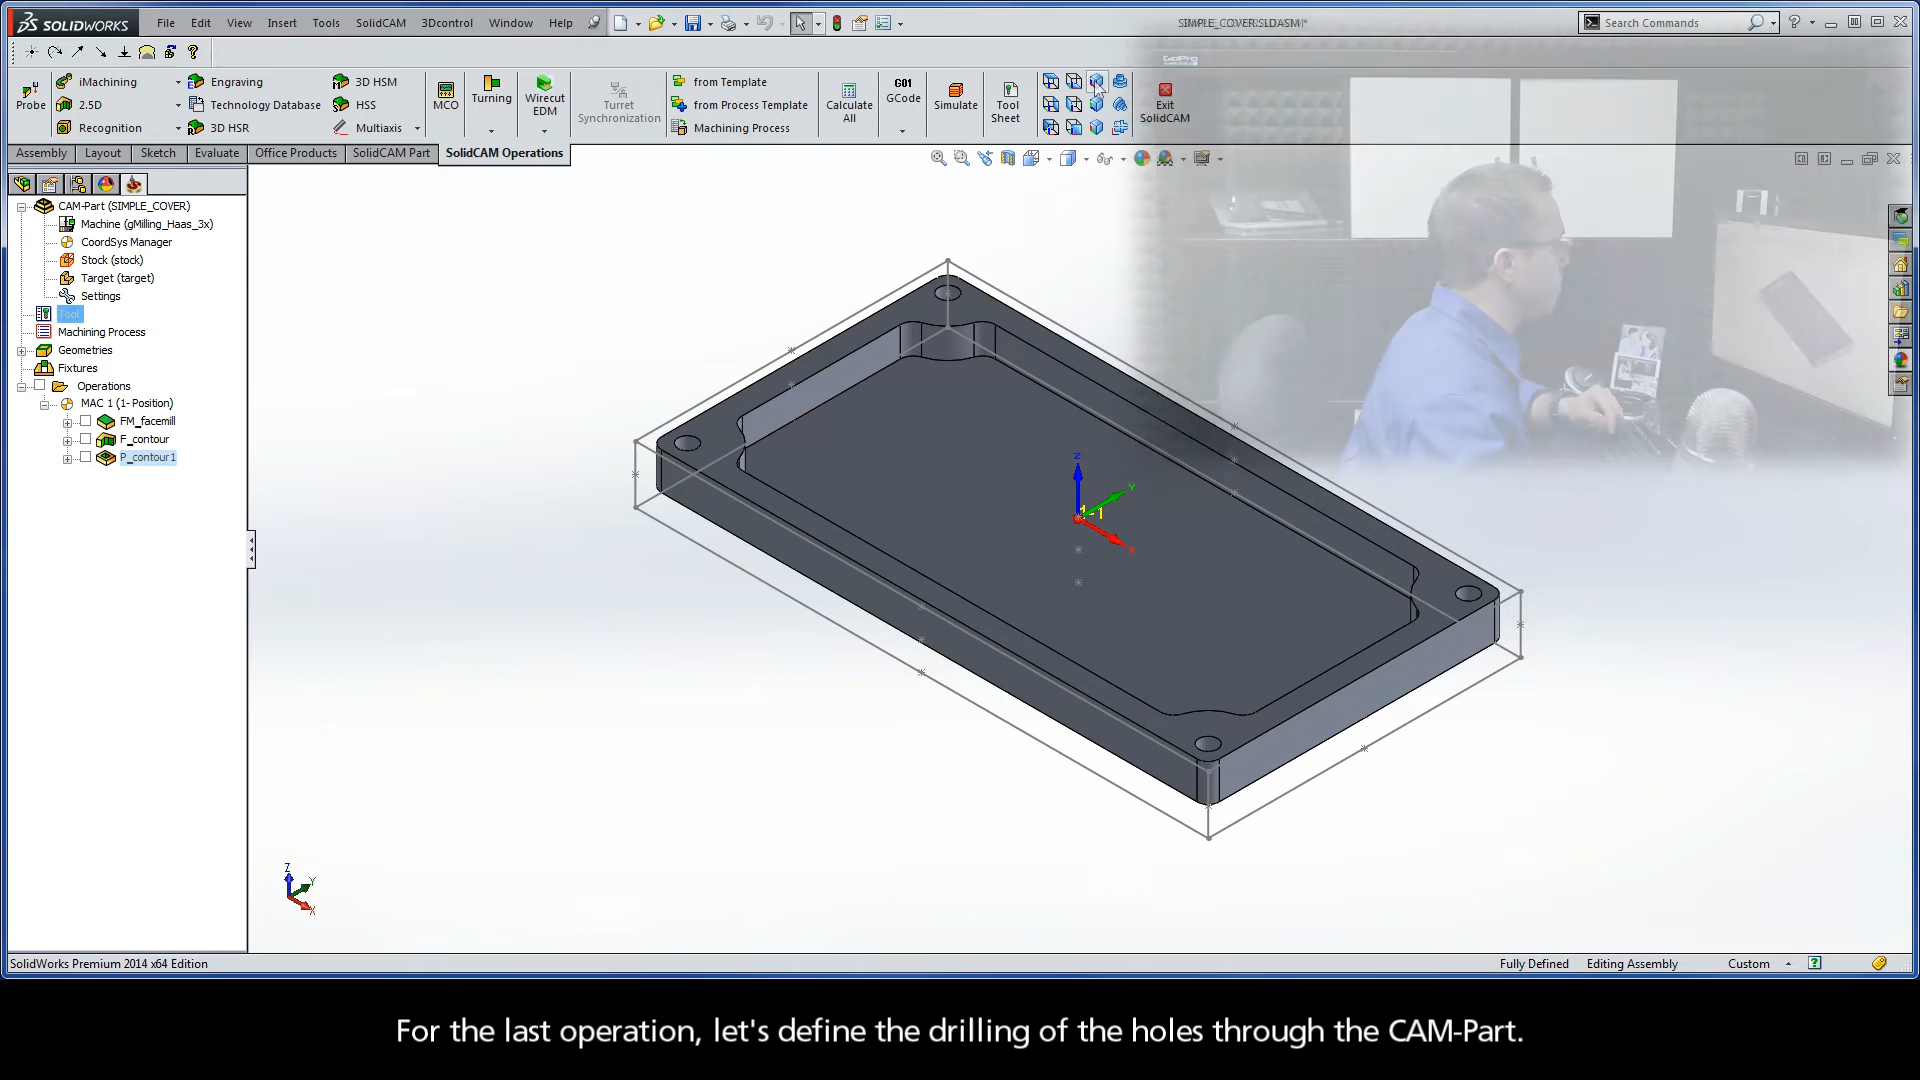 SOLIDWORKS File Edit View Insert Tools SolidCAM 3Dcontrol Window Help SIMPLE_COVER.SLDASM* Search Commands
GoPro
iMachining Engraving 3D HSM from Template
2.5D Technology Database HSS from Process Template
Recognition 3D HSR Multiaxis Machining Process
Probe MCO Turning Wirecut EDM Turret Synchronization Calculate All G01 GCode Simulate Tool Sheet Exit SolidCAM
Assembly Layout Sketch Evaluate Office Products SolidCAM Part SolidCAM Operations
CAM-Part (SIMPLE_COVER)
Machine (gMilling_Haas_3x)
CoordSys Manager
Stock (stock)
Target (target)
Settings
Tool
Machining Process
Geometries
Fixtures
Operations
MAC 1 (1- Position)
FM_facemill
F_contour
P_contour1
Z
Y
1-1
X
Z
Y
X
SolidWorks Premium 2014 x64 Edition Fully Defined Editing Assembly Custom
For the last operation, let's define the drilling of the holes through the CAM-Part.